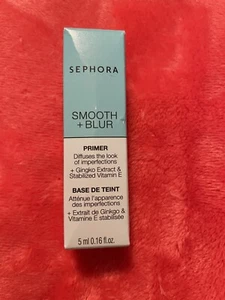 SEPHORA
SMOOTH
+ BLUR
PRIMER
Diffuses the look
of imperfections
+ Gingko Extract &
Stabilized Vitamin E
BASE DE TEINT
Atténue l'apparence
des imperfections
+ Extrait de Ginkgo &
Vitamine E stabilisée
5 ml 0.16 fl.oz.